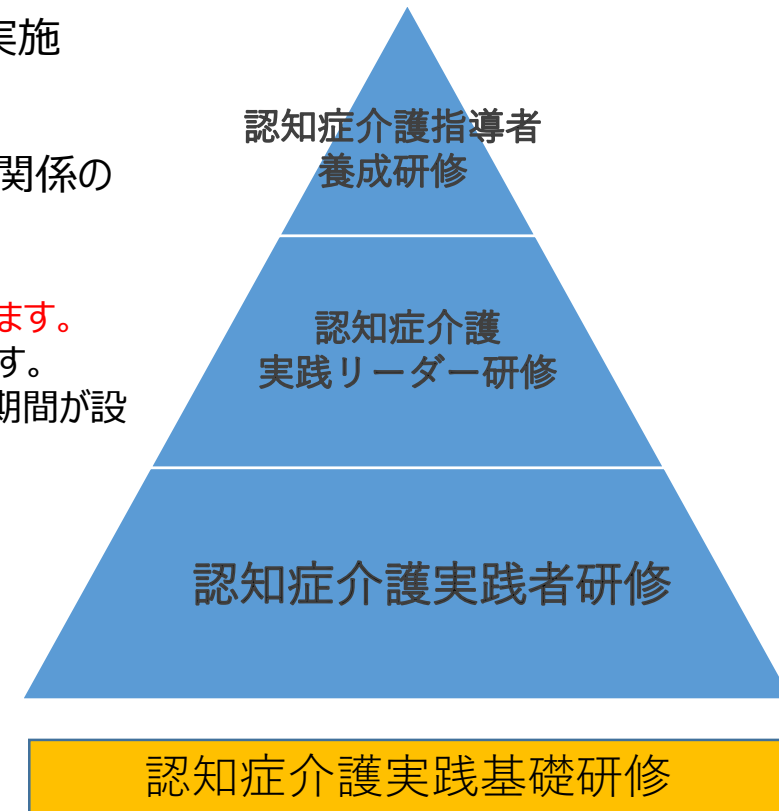 実施
関係の
ます。
す。
期間が設
認知症介護指導者
養成研修
認知症介護
実践リーダー研修
認知症介護実践者研修
認知症介護実践基礎研修